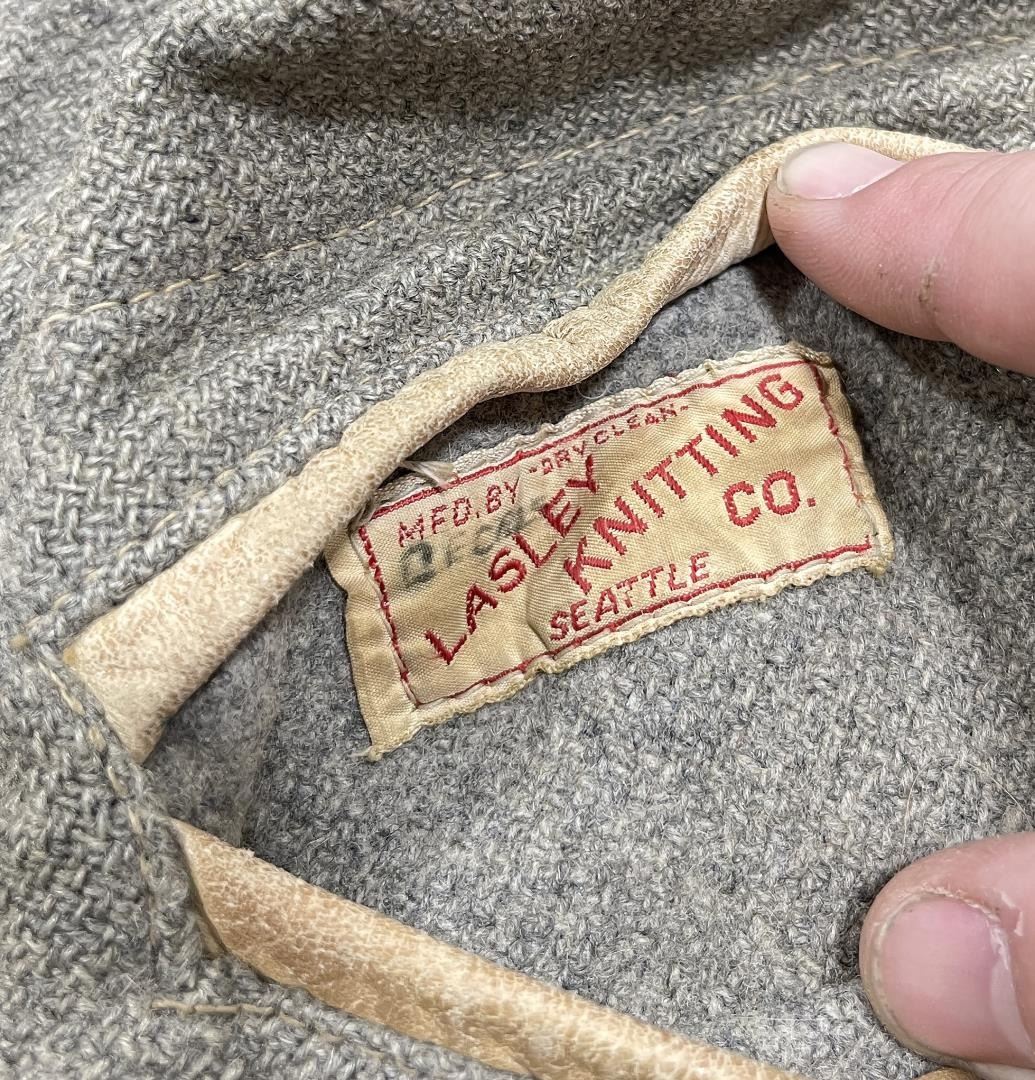 MFD. BY -DRY CLEAN-
LASLEY
KNITTING
CO.
SEATTLE